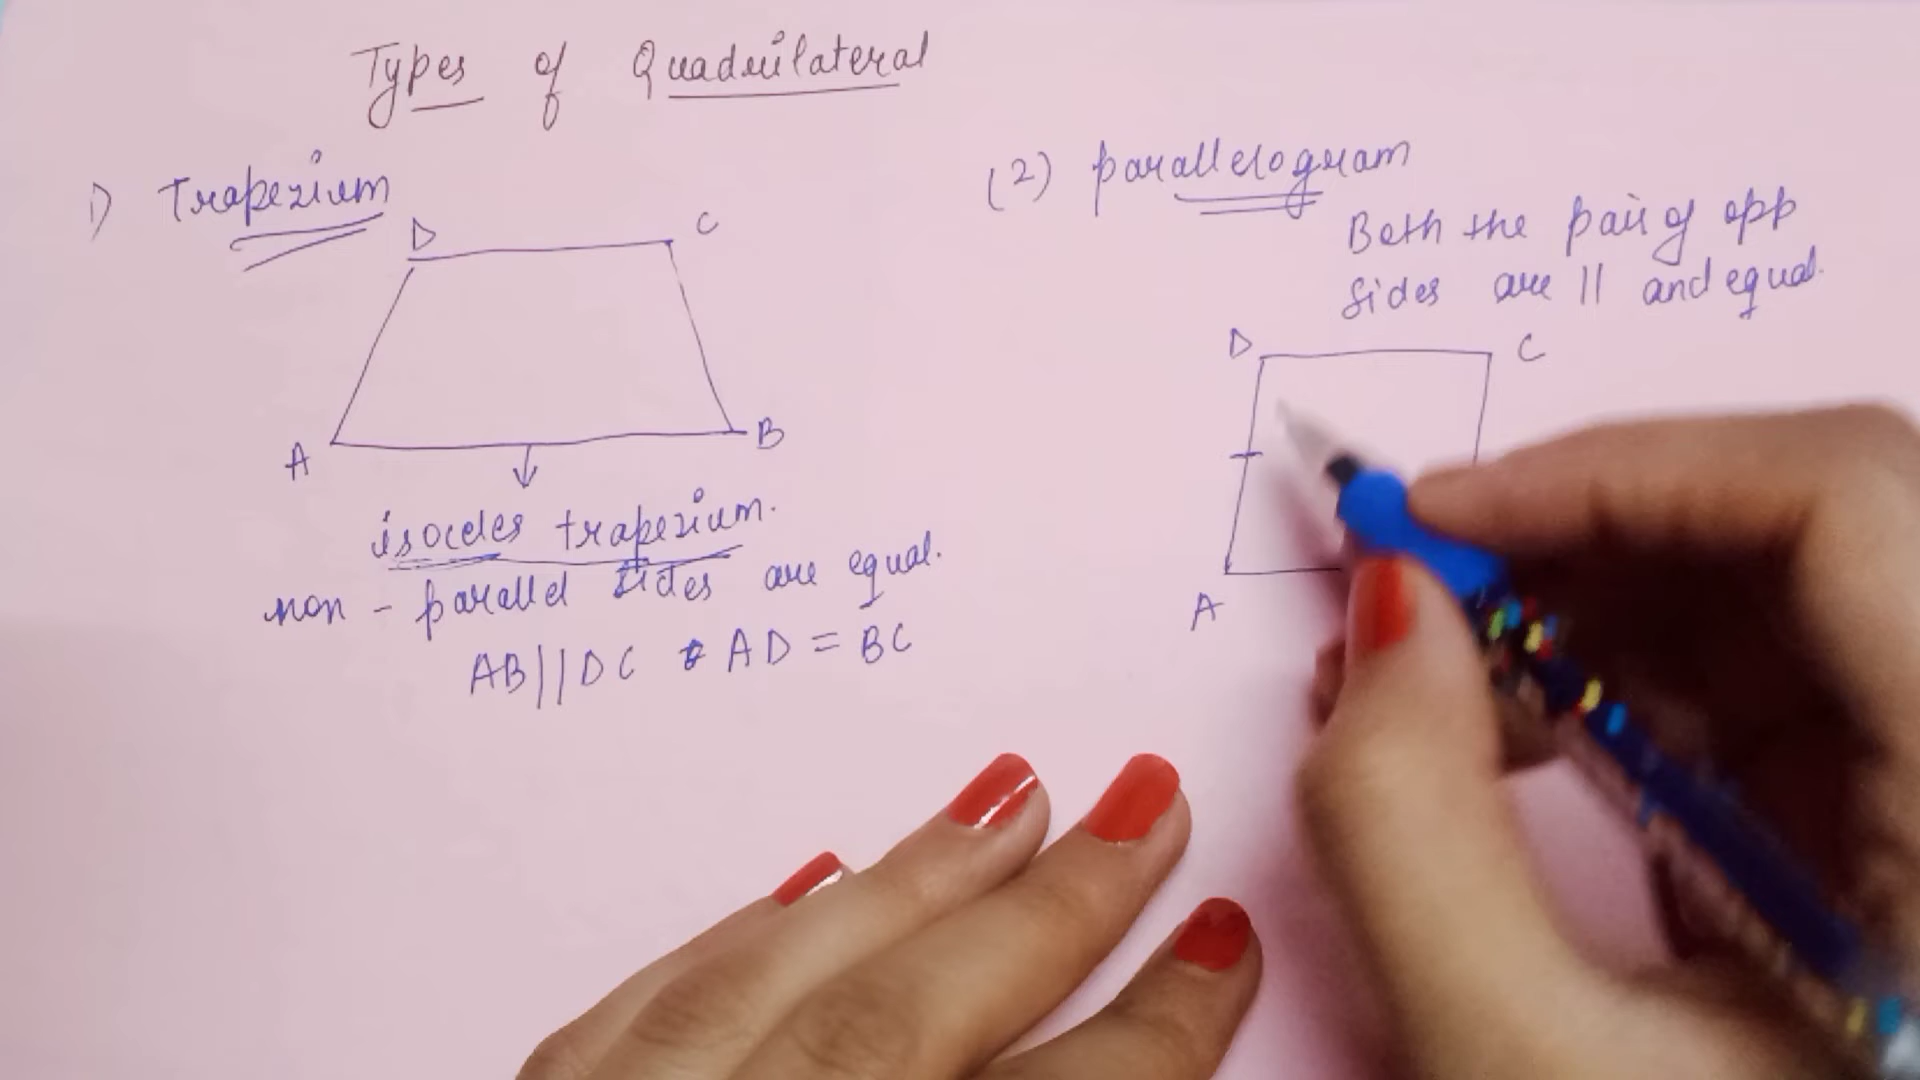 Types of Quadrilateral
1) Trapezium
D C
A B
isoceles trapezium.
non - parallel sides are equal.
AB||DC & AD = BC
(2) parallelogram
Both the pair of opp
sides are || and equal.
D C
A